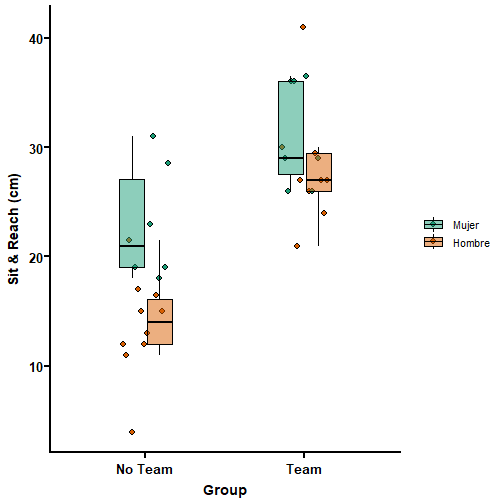 40
30
20
10
Sit & Reach (cm)
No Team
Team
Group
Mujer
Hombre